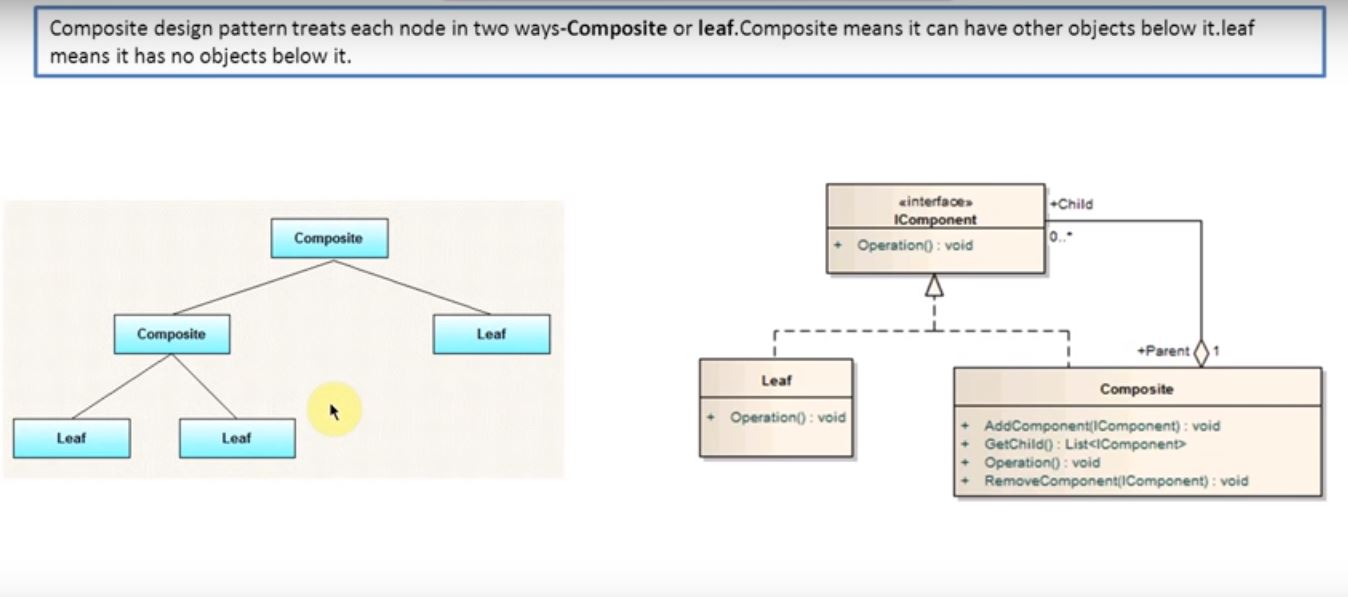 Composite design pattern treats each node in two ways-Composite or leaf.Composite means it can have other objects below it.leaf
means it has no objects below it.
Composite
Composite
Leaf
Leaf
Leaf
«interface»
IComponent
+ Operation() : void
+Child
0..*
+Parent
1
Leaf
+ Operation() : void
Composite
+ AddComponent(IComponent) : void
+ GetChild() : List<IComponent>
+ Operation() : void
+ RemoveComponent(IComponent) : void